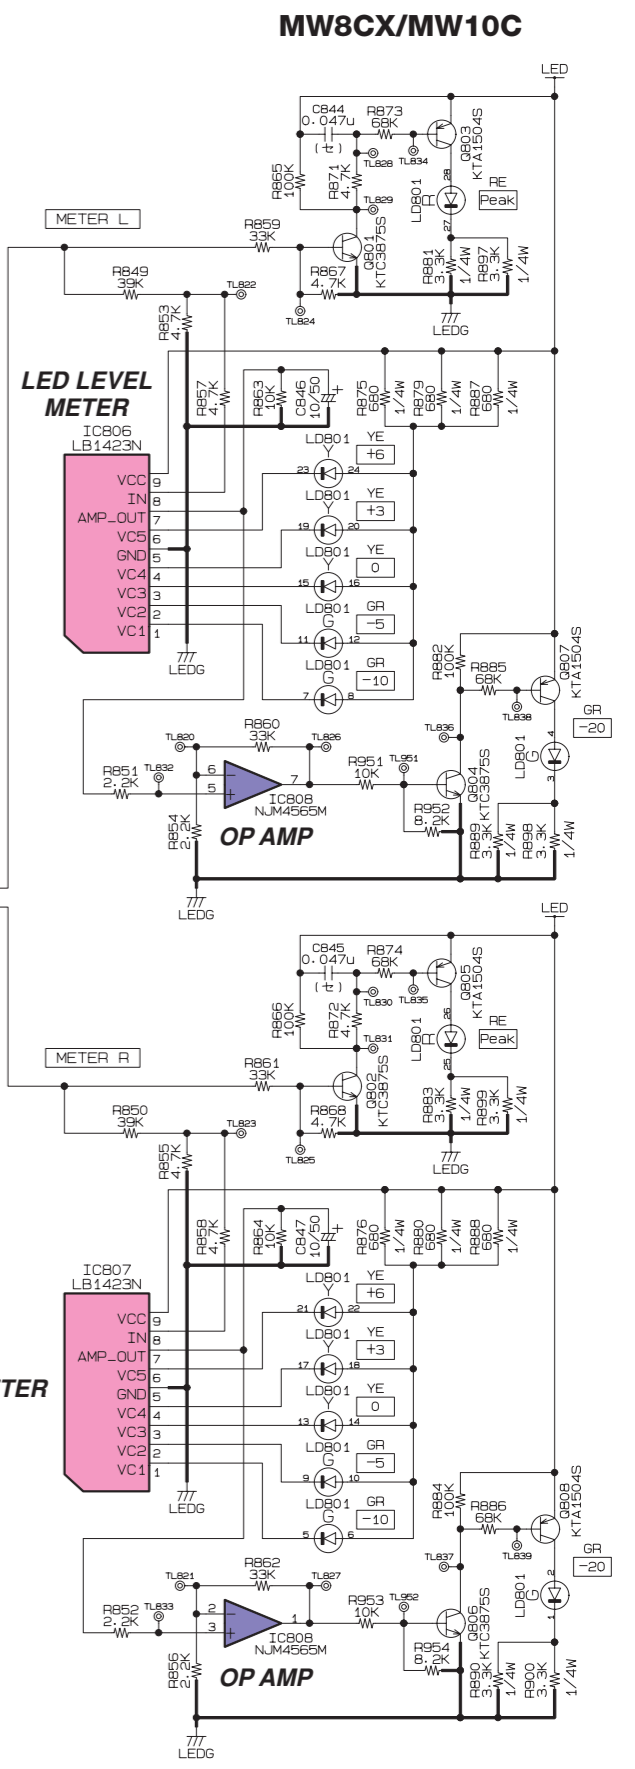 MW8CX/MW10C
LED
C844
0.047u
(セ)
R873
68K
Q803
KTA1504S
TL828
TL834
R865
100K
R871
4.7K
TL829
28
LD801
R
27
RE
Peak
METER L
R859
33K
Q801
KTC3875S
R849
39K
TL822
R867
4.7K
TL824
R881
3.3K
1/4W
R897
3.3K
1/4W
LEDG
R853
4.7K
LED LEVEL
METER
R857
4.7K
R863
10K
C846
10/50
+
R875
680
1/4W
R879
680
1/4W
R887
680
1/4W
IC806
LB1423N
VCC 9
IN 8
AMP_OUT 7
VC5 6
GND 5
VC4 4
VC3 3
VC2 2
VC1 1
LEDG
LD801
Y
YE
+6
23 24
LD801
Y
YE
+3
19 20
LD801
Y
YE
0
15 16
LD801
G
GR
-5
11 12
LD801
G
GR
-10
7 8
R882
100K
R885
68K
Q807
KTA1504S
TL838
TL836
GR
-20
4
LD801
G
3
TL820
R860
33K
TL826
R851
2.2K
TL832
6 −
5 +
7
IC808
NJM4565M
R951
10K
TL951
Q804
KTC3875S
R952
8.2K
R854
2.2K
OP AMP
R889
3.3K
1/4W
R898
3.3K
1/4W
LEDG
LED
C845
0.047u
(セ)
R874
68K
Q805
KTA1504S
TL830
TL835
R866
100K
R872
4.7K
TL831
26
LD801
R
25
RE
Peak
METER R
R861
33K
Q802
KTC3875S
R850
39K
TL823
R868
4.7K
TL825
R883
3.3K
1/4W
R899
3.3K
1/4W
LEDG
R855
4.7K
R858
4.7K
R864
10K
C847
10/50
+
R876
680
1/4W
R880
680
1/4W
R888
680
1/4W
IC807
LB1423N
VCC 9
IN 8
AMP_OUT 7
VC5 6
GND 5
VC4 4
VC3 3
VC2 2
VC1 1
TER
LEDG
LD801
Y
YE
+6
21 22
LD801
Y
YE
+3
17 18
LD801
Y
YE
0
13 14
LD801
G
GR
-5
9 10
LD801
G
GR
-10
5 6
R884
100K
R886
68K
Q808
KTA1504S
TL839
TL837
GR
-20
2
LD801
G
1
TL821
R862
33K
TL827
R852
2.2K
TL833
2 −
3 +
1
IC808
NJM4565M
R953
10K
TL952
Q806
KTC3875S
R954
8.2K
R856
2.2K
OP AMP
R890
3.3K
1/4W
R900
3.3K
1/4W
LEDG